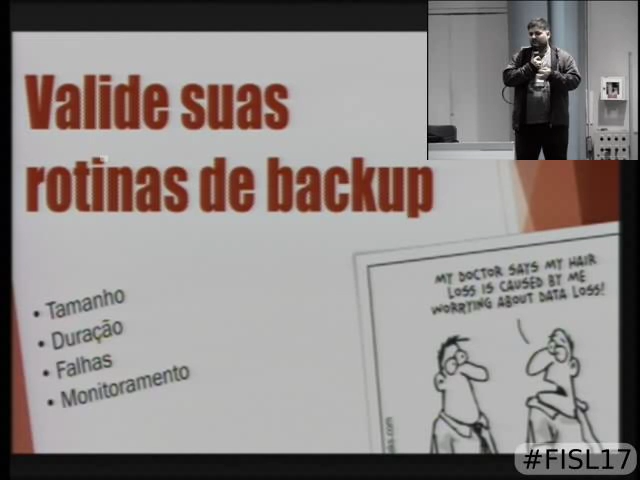 Valide suas
rotinas de backup
• Tamanho
• Duração
• Falhas
• Monitoramento
MY DOCTOR SAYS MY HAIR
LOSS IS CAUSED BY ME
WORRYING ABOUT DATA LOSS!
#FISL17